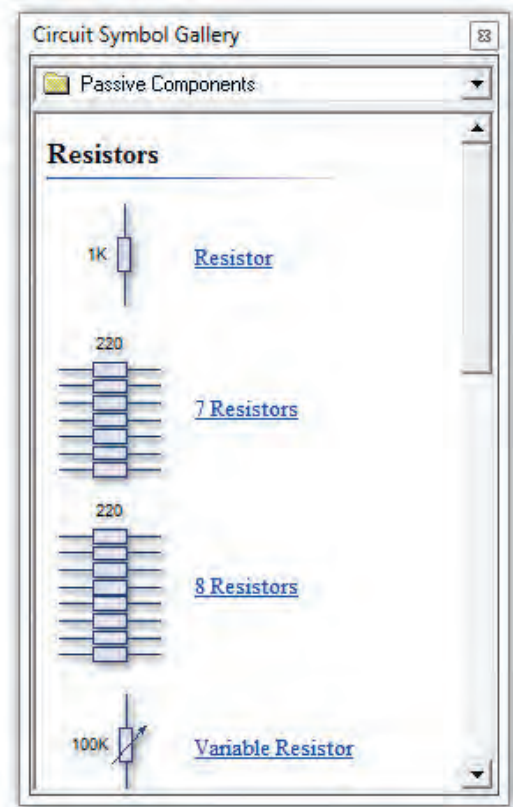 Circuit Symbol Gallery
Passive Components
Resistors
1K
Resistor
220
7 Resistors
220
8 Resistors
100K
Variable Resistor